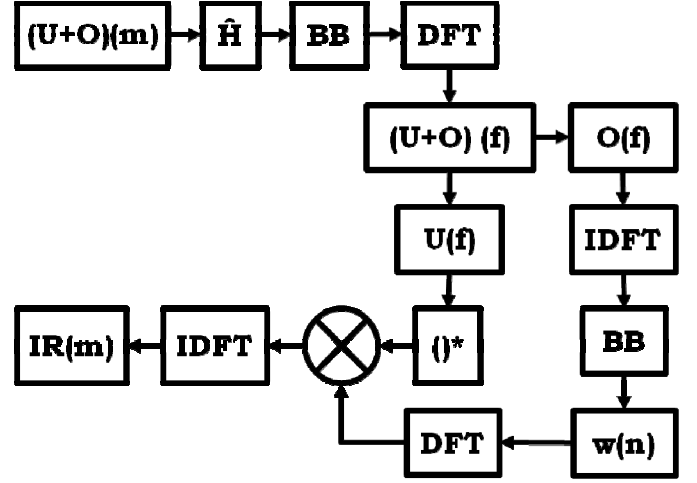 (U+O)(m) Ĥ BB DFT
(U+O) (f) O(f)
U(f) IDFT
IR(m) IDFT ()* BB
DFT w(n)